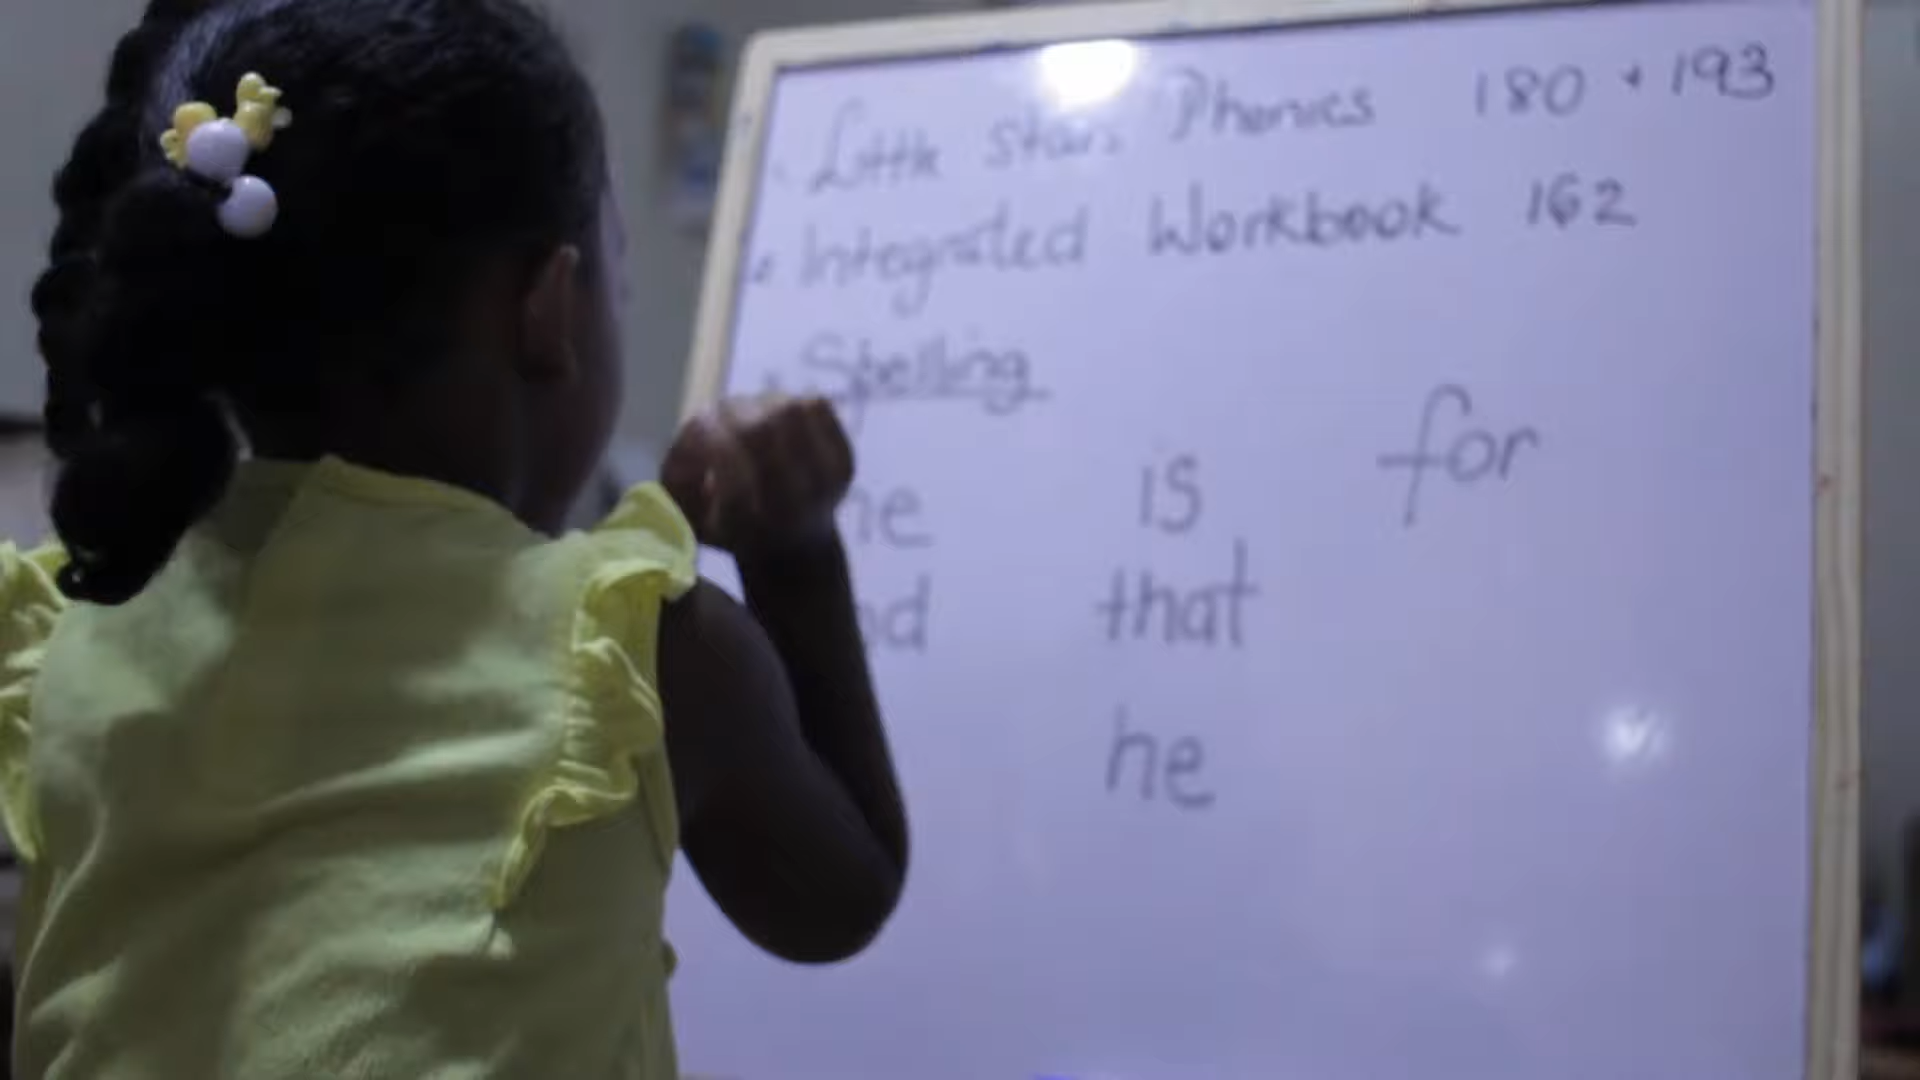 Little Stars Phonics 180 + 193
Integrated Workbook 162
Spelling
is for
that
he